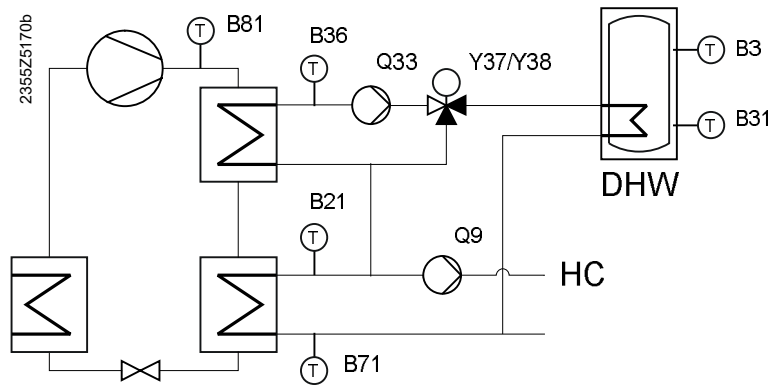 2355Z5170b
T
B81
B36
T
Q33
Y37/Y38
T
B3
T
B31
DHW
B21
T
Q9
HC
T
B71